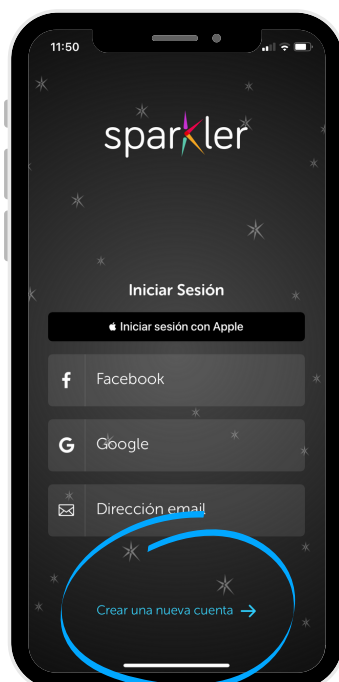 11:50
sparkler
Iniciar Sesión
Iniciar sesión con Apple
Facebook
Google
Dirección email
Crear una nueva cuenta →